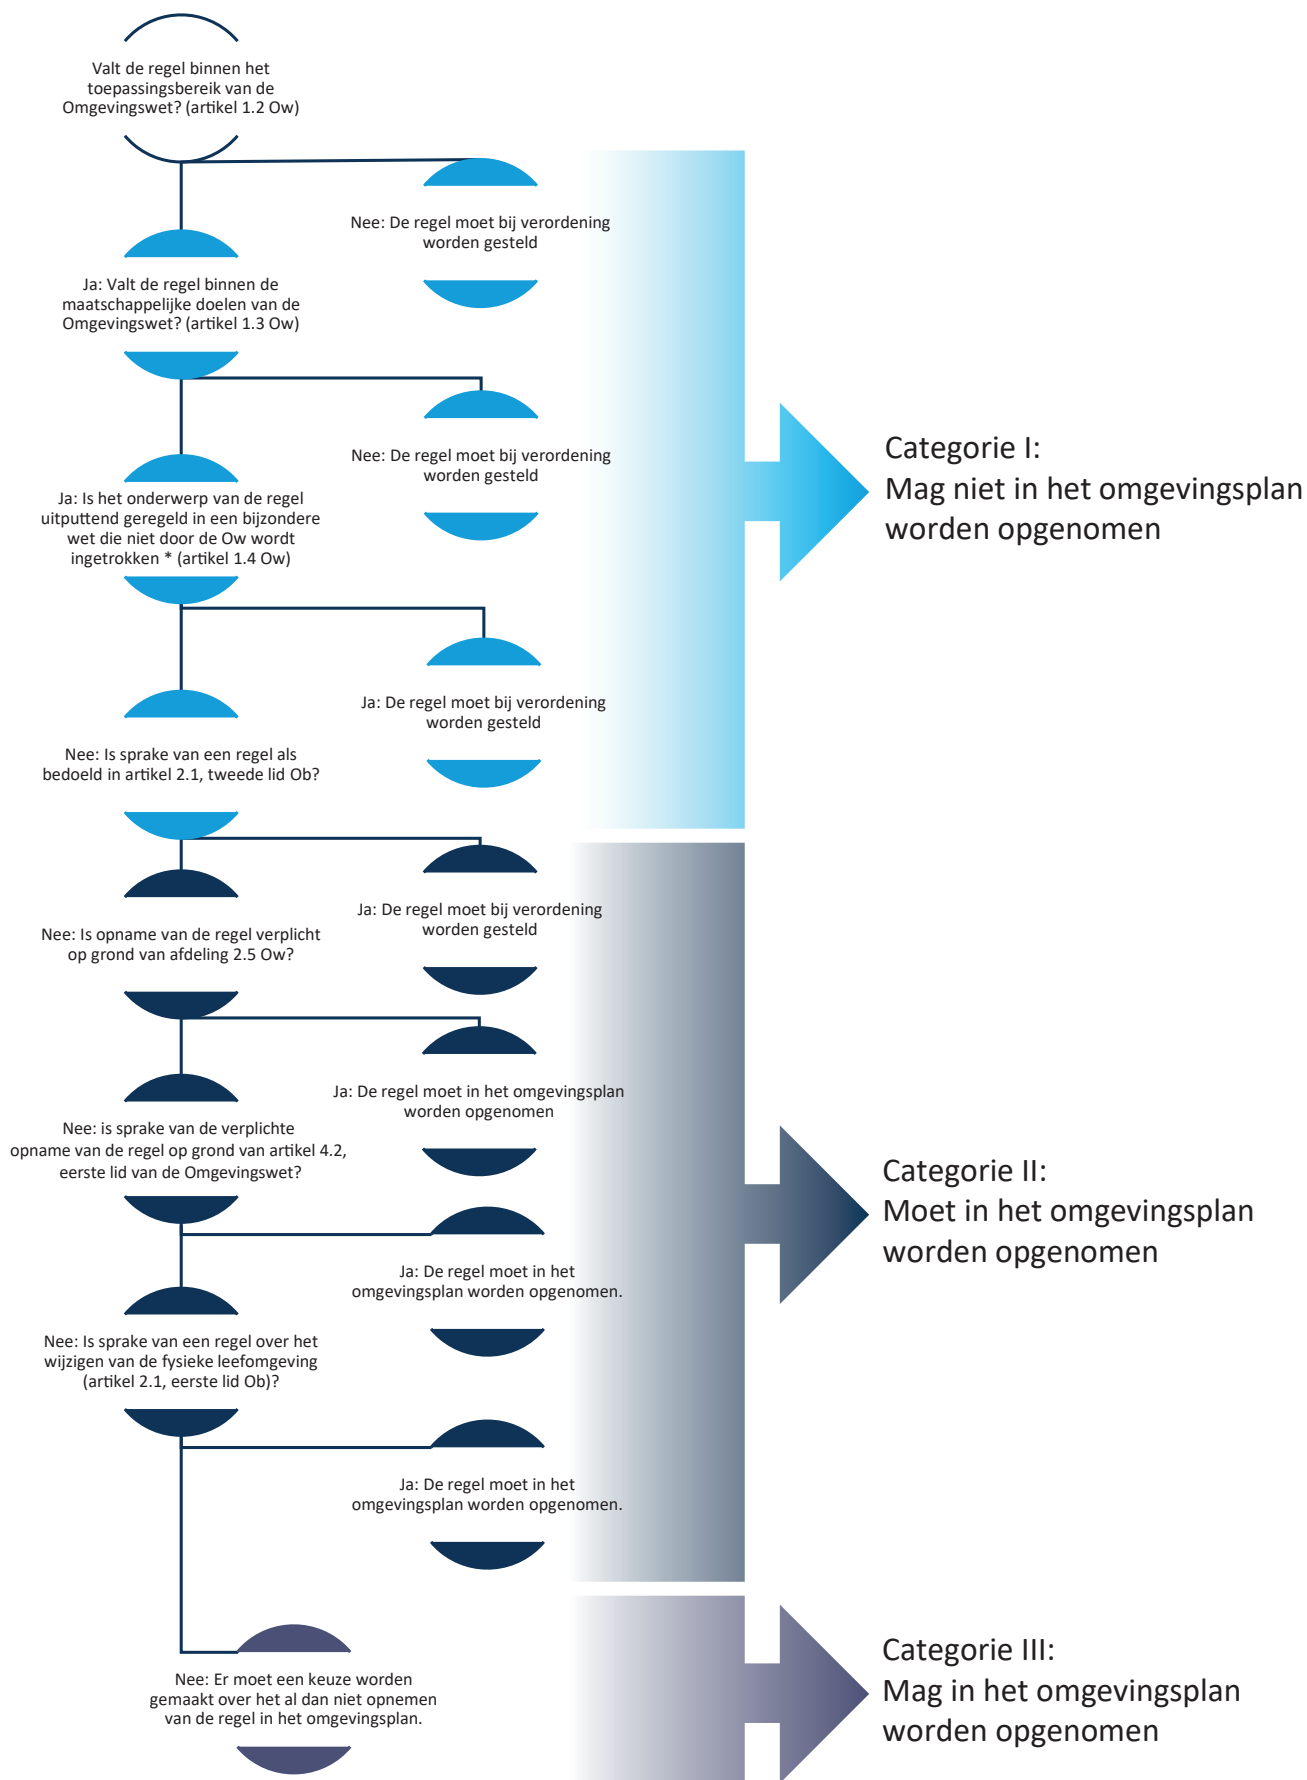 Valt de regel binnen het
toepassingsbereik van de
Omgevingswet? (artikel 1.2 Ow)
Nee: De regel moet bij verordening
worden gesteld
Ja: Valt de regel binnen de
maatschappelijke doelen van de
Omgevingswet? (artikel 1.3 Ow)
Nee: De regel moet bij verordening
worden gesteld
Ja: Is het onderwerp van de regel
uitputtend geregeld in een bijzondere
wet die niet door de Ow wordt
ingetrokken * (artikel 1.4 Ow)
Ja: De regel moet bij verordening
worden gesteld
Nee: Is sprake van een regel als
bedoeld in artikel 2.1, tweede lid Ob?
Categorie I:
Mag niet in het omgevingsplan
worden opgenomen
Ja: De regel moet bij verordening
worden gesteld
Nee: Is opname van de regel verplicht
op grond van afdeling 2.5 Ow?
Ja: De regel moet in het omgevingsplan
worden opgenomen
Nee: is sprake van de verplichte
opname van de regel op grond van artikel 4.2,
eerste lid van de Omgevingswet?
Ja: De regel moet in het
omgevingsplan worden opgenomen.
Nee: Is sprake van een regel over het
wijzigen van de fysieke leefomgeving
(artikel 2.1, eerste lid Ob)?
Ja: De regel moet in het
omgevingsplan worden opgenomen.
Categorie II:
Moet in het omgevingsplan
worden opgenomen
Nee: Er moet een keuze worden
gemaakt over het al dan niet opnemen
van de regel in het omgevingsplan.
Categorie III:
Mag in het omgevingsplan
worden opgenomen